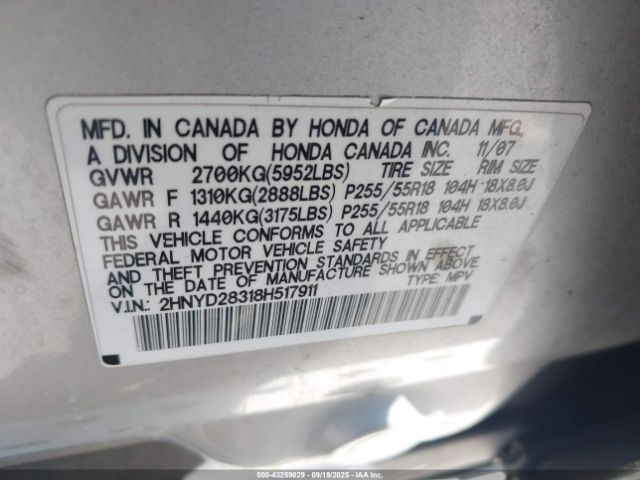 MFD. IN CANADA BY HONDA OF CANADA MFG.,
A DIVISION OF HONDA CANADA INC. 11/07
GVWR 2700KG(5952LBS) TIRE SIZE RIM SIZE
GAWR F 1310KG(2888LBS) P255/55R18 104H 18X8.0J
GAWR R 1440KG(3175LBS) P255/55R18 104H 18X8.0J
THIS VEHICLE CONFORMS TO ALL APPLICABLE
FEDERAL MOTOR VEHICLE SAFETY
AND THEFT PREVENTION STANDARDS IN EFFECT
ON THE DATE OF MANUFACTURE SHOWN ABOVE
V.I.N.: 2HNYD28318H517911 TYPE: MPV
000-43259829 09/19/2025 - IAA Inc.